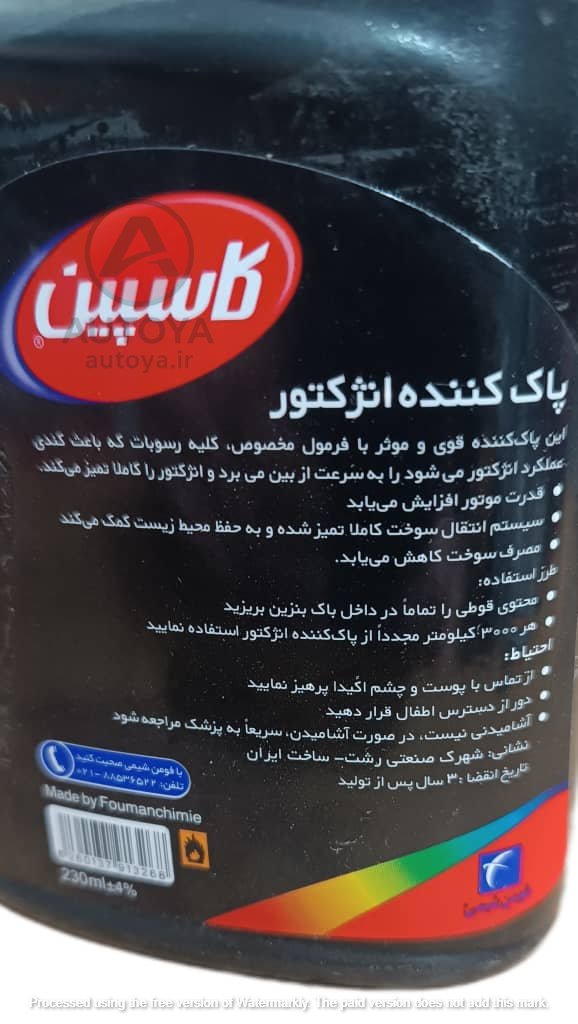 کاسپین
®
AUTOYA
autoya.ir
پاک کننده انژکتور
این پاک‌کننده قوی و موثر با فرمول مخصوص، کلیه رسوبات که باعث کندی
عملکرد انژکتور می شود را به سرعت از بین می برد و انژکتور را کاملا تمیز می‌کند.
• قدرت موتور افزایش می‌یابد
• سیستم انتقال سوخت کاملا تمیز شده و به حفظ محیط زیست کمک می‌کند
• مصرف سوخت کاهش می‌یابد.
طرز استفاده:
• محتوی قوطی را تماماً در داخل باک بنزین بریزید
• هر ۳۰۰۰ کیلومتر مجدداً از پاک‌کننده انژکتور استفاده نمایید
احتیاط:
• از تماس با پوست و چشم اکیدا پرهیز نمایید
• دور از دسترس اطفال قرار دهید
• آشامیدنی نیست، در صورت آشامیدن، سریعاً به پزشک مراجعه شود
نشانی: شهرک صنعتی رشت- ساخت ایران
تاریخ انقضا :۳ سال پس از تولید
با فومن شیمی صحبت کنید
تلفن: ۸۸۵۳۶۵۲۲-۰۲۱
Made by Foumanchimie
6260137913268
230ml±4%
فومن شیمی
Processed using the free version of Watermarkly. The paid version does not add this mark.